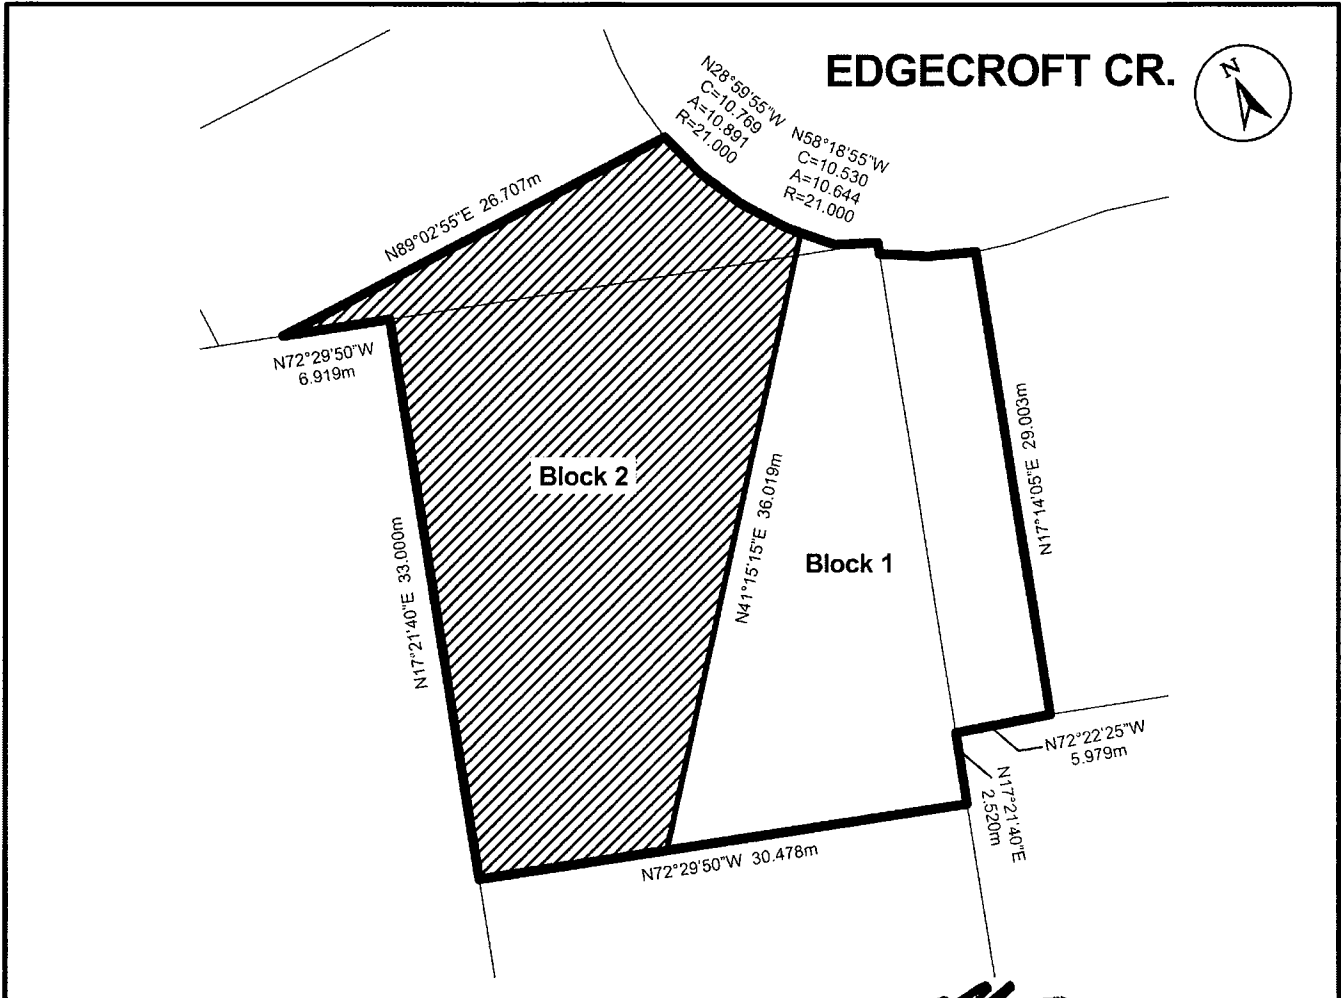 EDGECROFT CR.
N
N28°59'55"W
C=10.769
A=10.891
R=21.000
N58°18'55"W
C=10.530
A=10.644
R=21.000
N89°02'55"E 26.707m
N72°29'50"W
6.919m
Block 2
N17°21'40"E 33.000m
N41°15'15"E 36.019m
Block 1
N17°14'05"E 29.003m
N72°22'25"W
5.979m
N17°21'40"E
2.520m
N72°29'50"W 30.478m